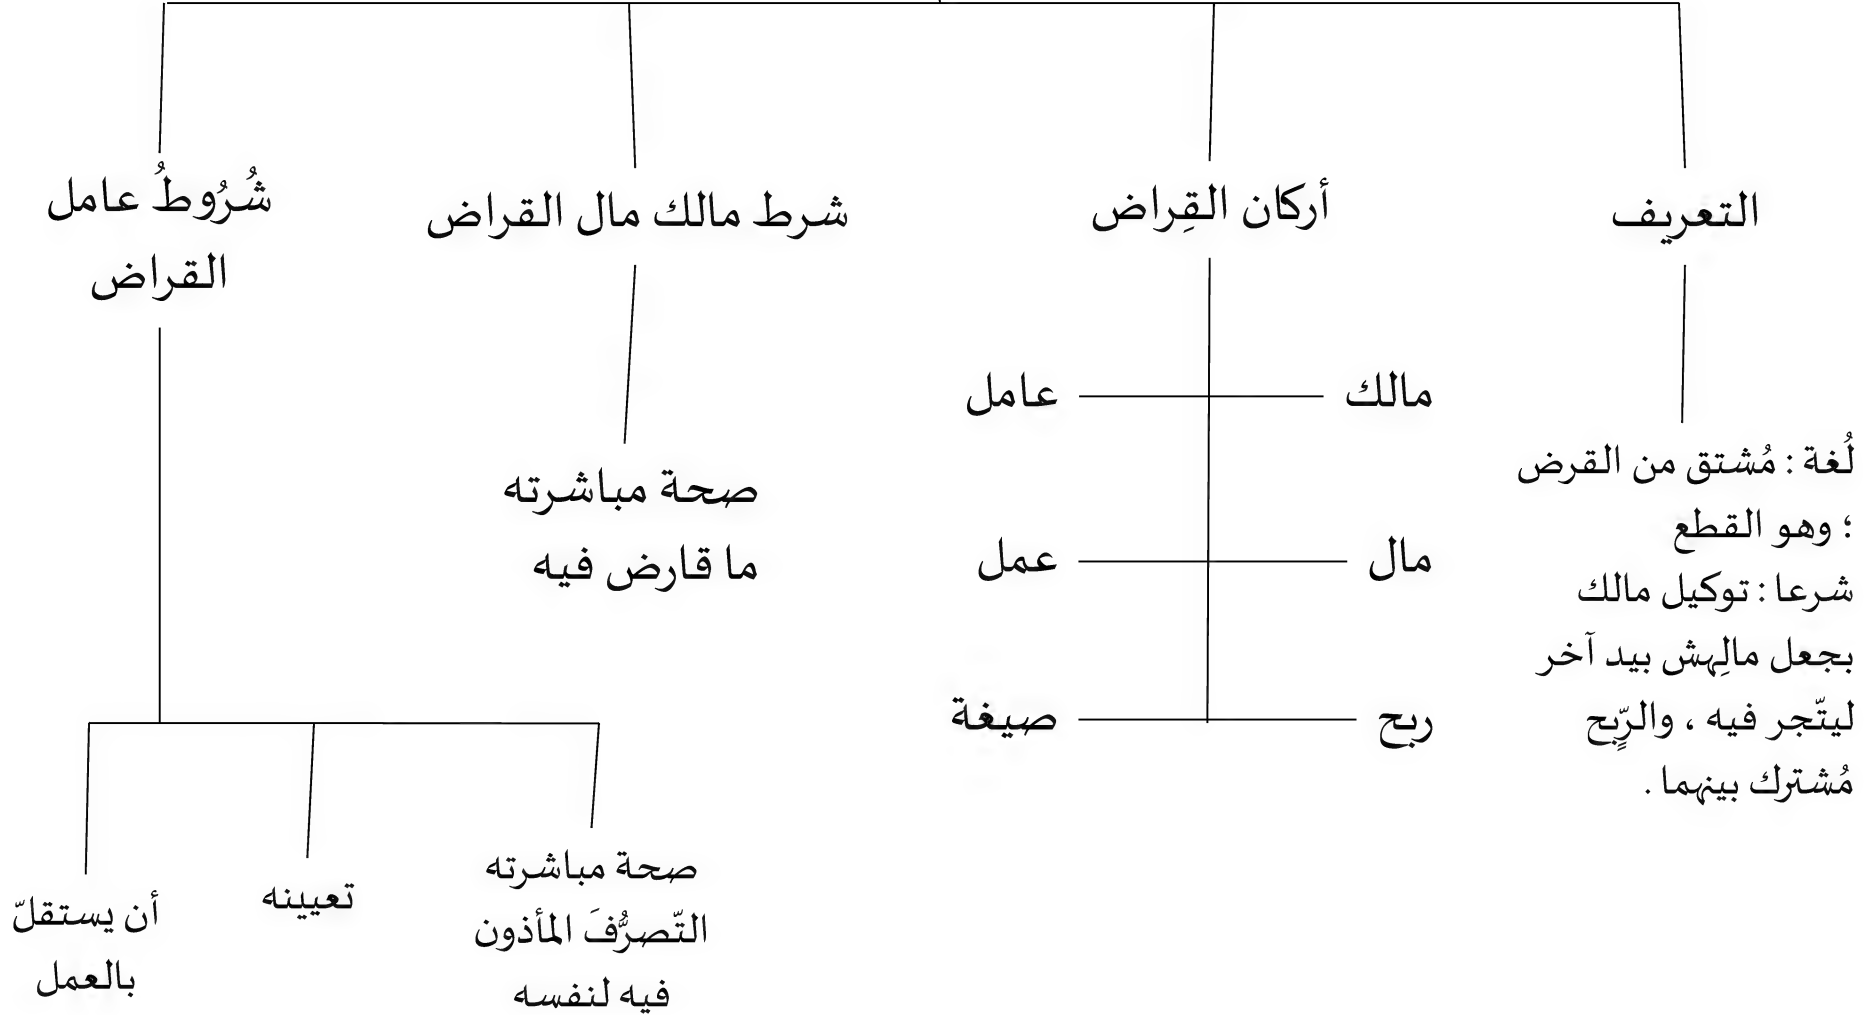 التعريف
لُغة : مُشتق من القرض
؛ وهو القطع
شرعا : توكيل مالك
بجعل مالِهش بيد آخر
ليتّجر فيه ، والرِّبح
مُشترك بينهما .
أركان القِراض
مالك
عامل
مال
عمل
ربح
صيغة
شرط مالك مال القراض
صحة مباشرته
ما قارض فيه
شُرُوطُ عامل
القراض
صحة مباشرته
التّصرُّفَ المأذون
فيه لنفسه
تعيينه
أن يستقلّ
بالعمل